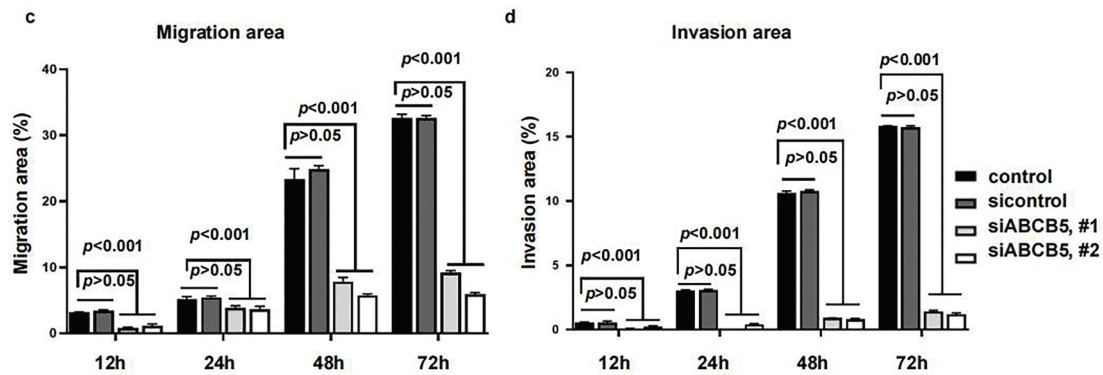 c
Migration area
Migration area (%)
40
30
20
10
0
p<0.001
p>0.05
p<0.001
p>0.05
p<0.001
p>0.05
p<0.001
p>0.05
12h
24h
48h
72h
d
Invasion area
Invasion area (%)
20
15
10
5
0
p<0.001
p>0.05
p<0.001
p>0.05
p<0.001
p>0.05
p<0.001
p>0.05
12h
24h
48h
72h
control
sicontrol
siABCB5, #1
siABCB5, #2